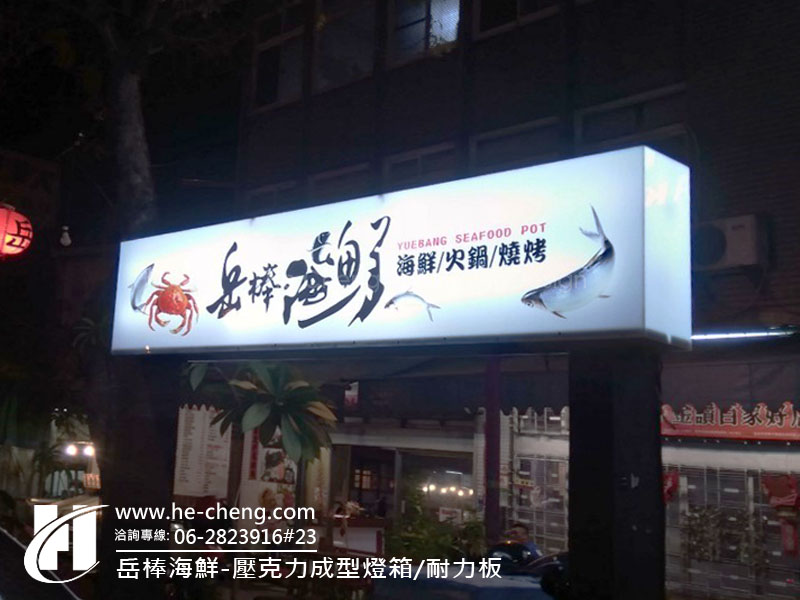 岳棒·海鮮
YUEBANG SEAFOOD POT
海鮮/火鍋/燒烤
岳
www.he-cheng.com
洽詢專線: 06-2823916#23
岳棒海鮮-壓克力成型燈箱/耐力板